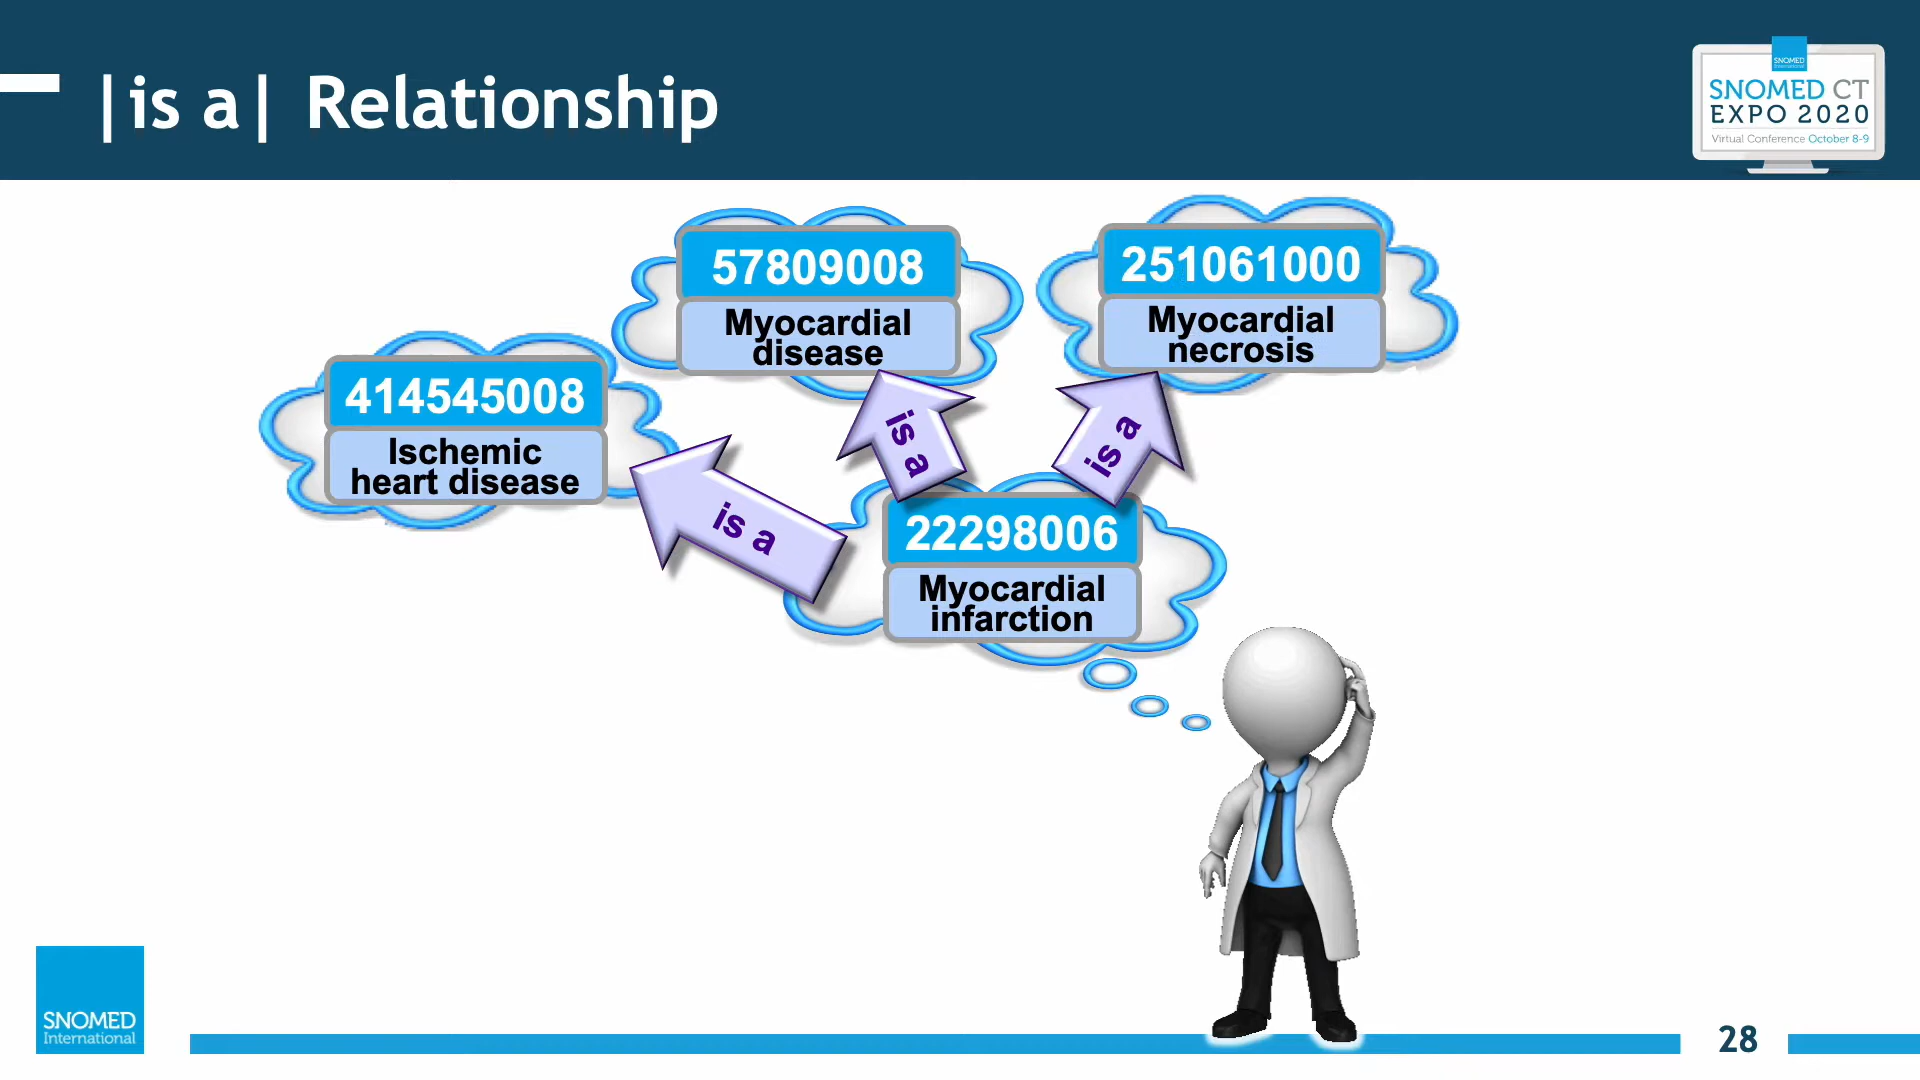 |is a| Relationship
SNOMED
International
SNOMED CT
EXPO 2020
Virtual Conference October 8-9
57809008
Myocardial
disease
251061000
Myocardial
necrosis
414545008
Ischemic
heart disease
is a
is a
is a
22298006
Myocardial
infarction
SNOMED
International
28